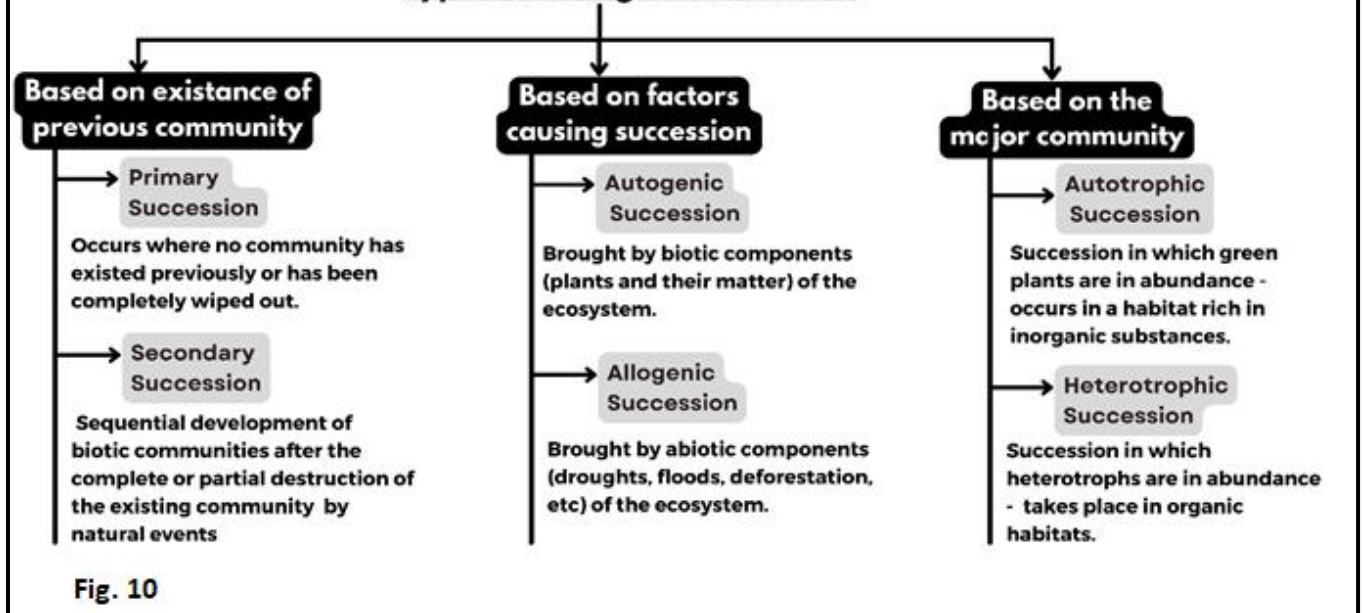 Based on existance of
previous community
Primary
Succession
Occurs where no community has
existed previously or has been
completely wiped out.
Secondary
Succession
Sequential development of
biotic communities after the
complete or partial destruction of
the existing community by
natural events
Based on factors
causing succession
Autogenic
Succession
Brought by biotic components
(plants and their matter) of the
ecosystem.
Allogenic
Succession
Brought by abiotic components
(droughts, floods, deforestation,
etc) of the ecosystem.
Based on the
major community
Autotrophic
Succession
Succession in which green
plants are in abundance -
occurs in a habitat rich in
inorganic substances.
Heterotrophic
Succession
Succession in which
heterotrophs are in abundance
- takes place in organic
habitats.
Fig. 10